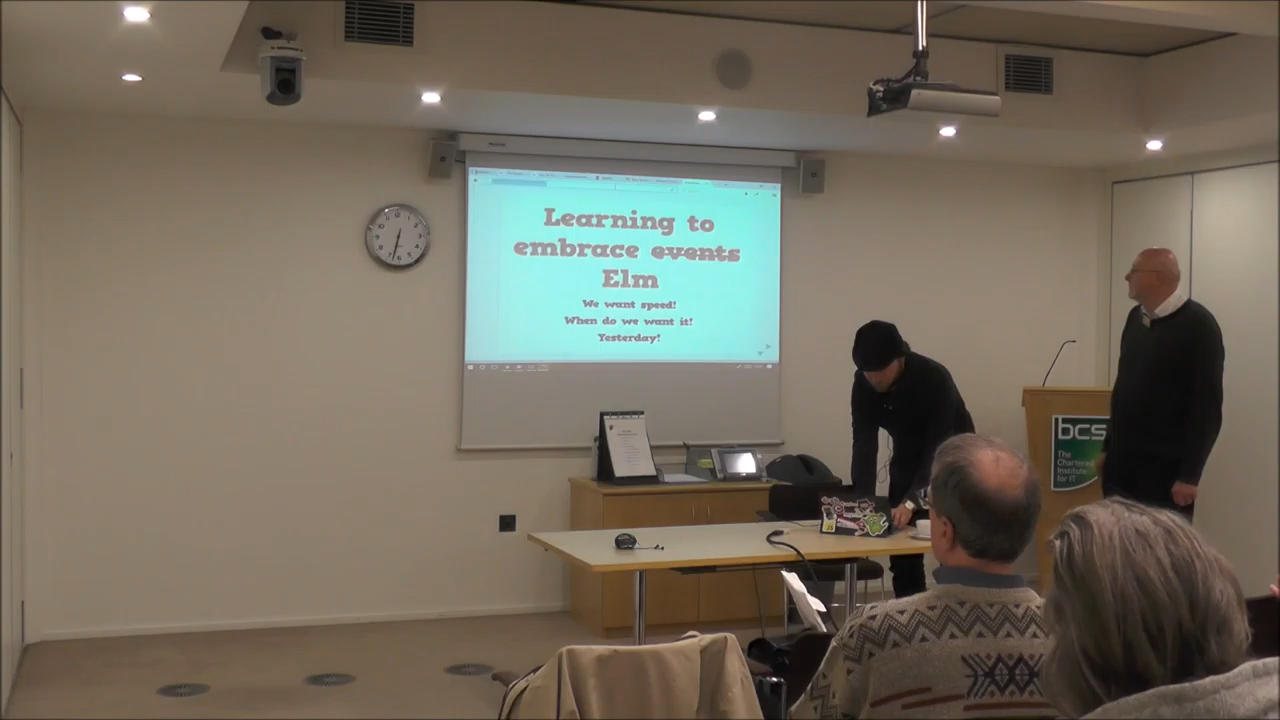 Learning to
embrace events
Elm
We want speed!
When do we want it!
Yesterday!
bcs
The
Chartered
Institute
for IT